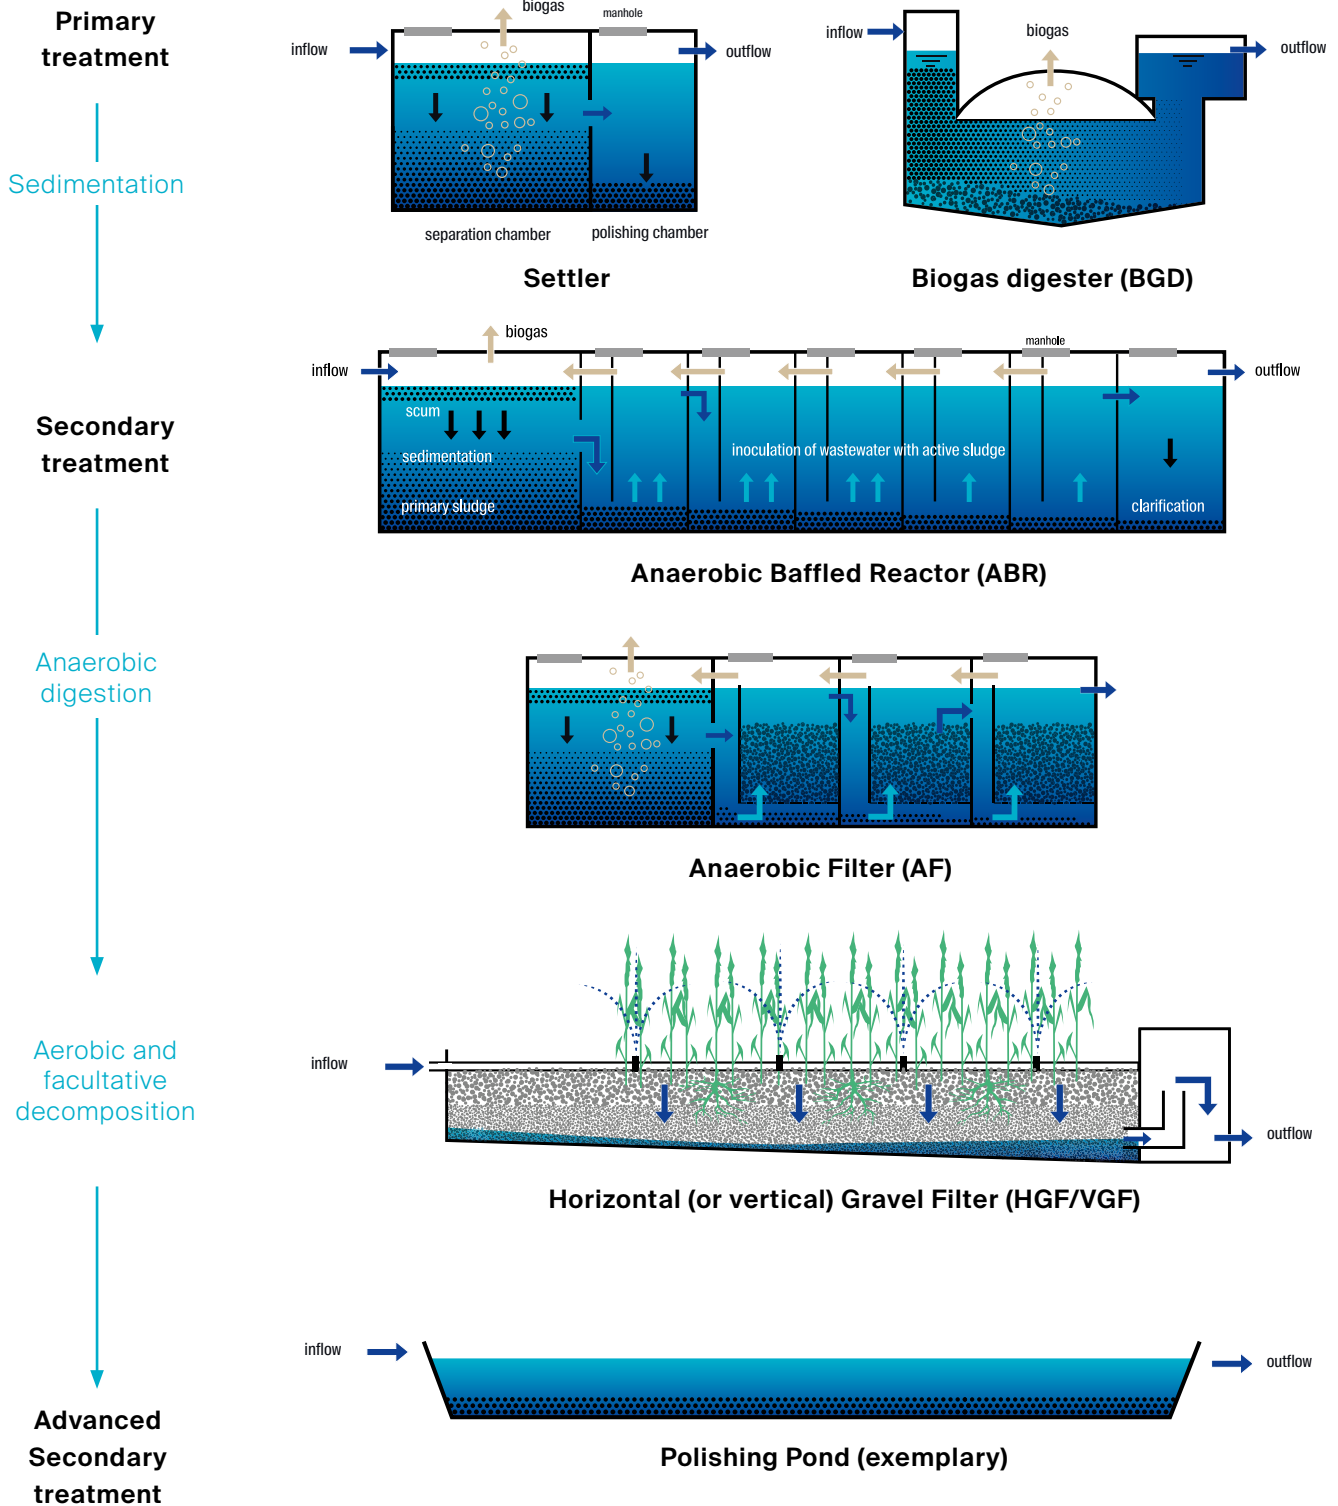 Primary
treatment
Sedimentation
Secondary
treatment
Anaerobic
digestion
Aerobic and
facultative
decomposition
Advanced
Secondary
treatment
biogas
manhole
inflow
outflow
separation chamber
polishing chamber
Settler
inflow
biogas
outflow
Biogas digester (BGD)
biogas
manhole
inflow
outflow
scum
sedimentation
primary sludge
inoculation of wastewater with active sludge
clarification
Anaerobic Baffled Reactor (ABR)
Anaerobic Filter (AF)
inflow
outflow
Horizontal (or vertical) Gravel Filter (HGF/VGF)
inflow
outflow
Polishing Pond (exemplary)